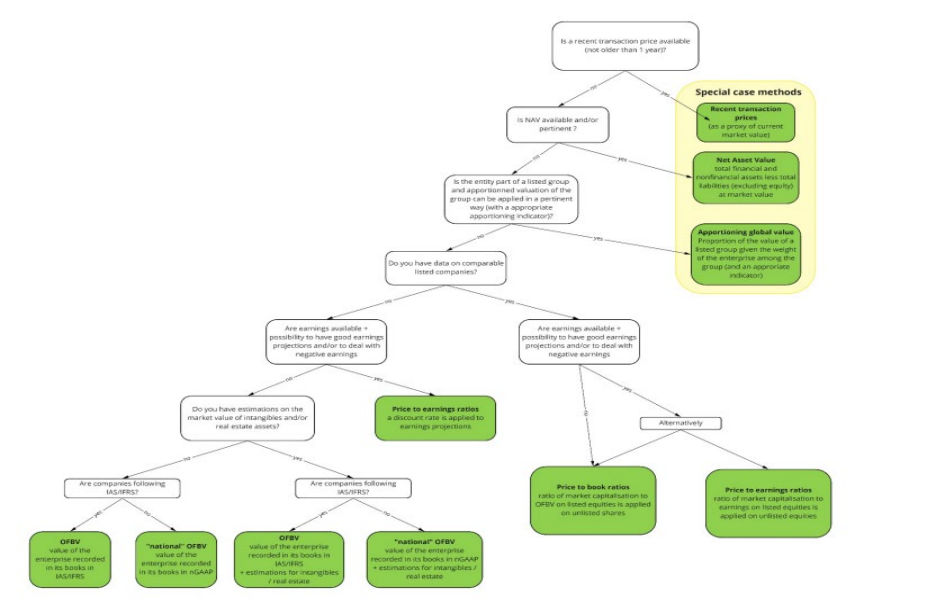 Is a recent transaction price available
(not older than 1 year)?
no
yes
Special case methods
Recent transaction
prices
(as a proxy of current
market value)
Is NAV available and/or
pertinent ?
no
yes
Net Asset Value
total financial and
nonfinancial assets less total
liabilities (excluding equity)
at market value
Is the entity part of a listed group
and apportionned valuation of the
group can be applied in a pertinent
way (with a appropriate
apportioning indicator)?
no
yes
Apportioning global value
Proportion of the value of a
listed group given the weight
of the enterprise among the
group (and an approriate
indicator)
Do you have data on comparable
listed companies?
no
yes
Are earnings available +
possibility to have good earnings
projections and/or to deal with
negative earnings
Are earnings available +
possibility to have good earnings
projections and/or to deal with
negative earnings
no
yes
no
yes
Do you have estimations on the
market value of intangibles and/or
real estate assets?
Price to earnings ratios
a discount rate is applied to
earnings projections
Alternatively
no
yes
Are companies following
IAS/IFRS?
Are companies following
IAS/IFRS?
Price to book ratios
ratio of market capitalisation to
OFBV on listed equities is applied
on unlisted shares
Price to earnings ratios
ratio of market capitalisation to
earnings on listed equities is
applied on unlisted equities
yes
no
yes
no
OFBV
value of the
enterprise recorded
in its books in
IAS/IFRS
"national" OFBV
value of the
enterprise recorded
in its books in nGAAP
OFBV
value of the enterprise
recorded in its books in
IAS/IFRS
+ estimations for intangibles
/ real estate
"national" OFBV
value of the enterprise
recorded in its books in nGAAP
+ estimations for intangibles /
real estate